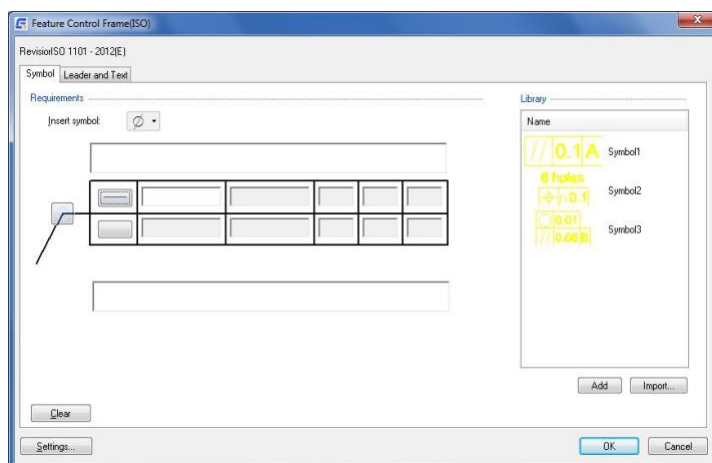 Feature Control Frame(ISO)
RevisionISO 1101 - 2012(E)
Symbol
Leader and Text
Requirements
Insert symbol:
Library
Name
// 0.1 A
Symbol1
6 holes
0.1
Symbol2
0.01
// 0.06 B
Symbol3
Add
Import...
Clear
Settings...
OK
Cancel